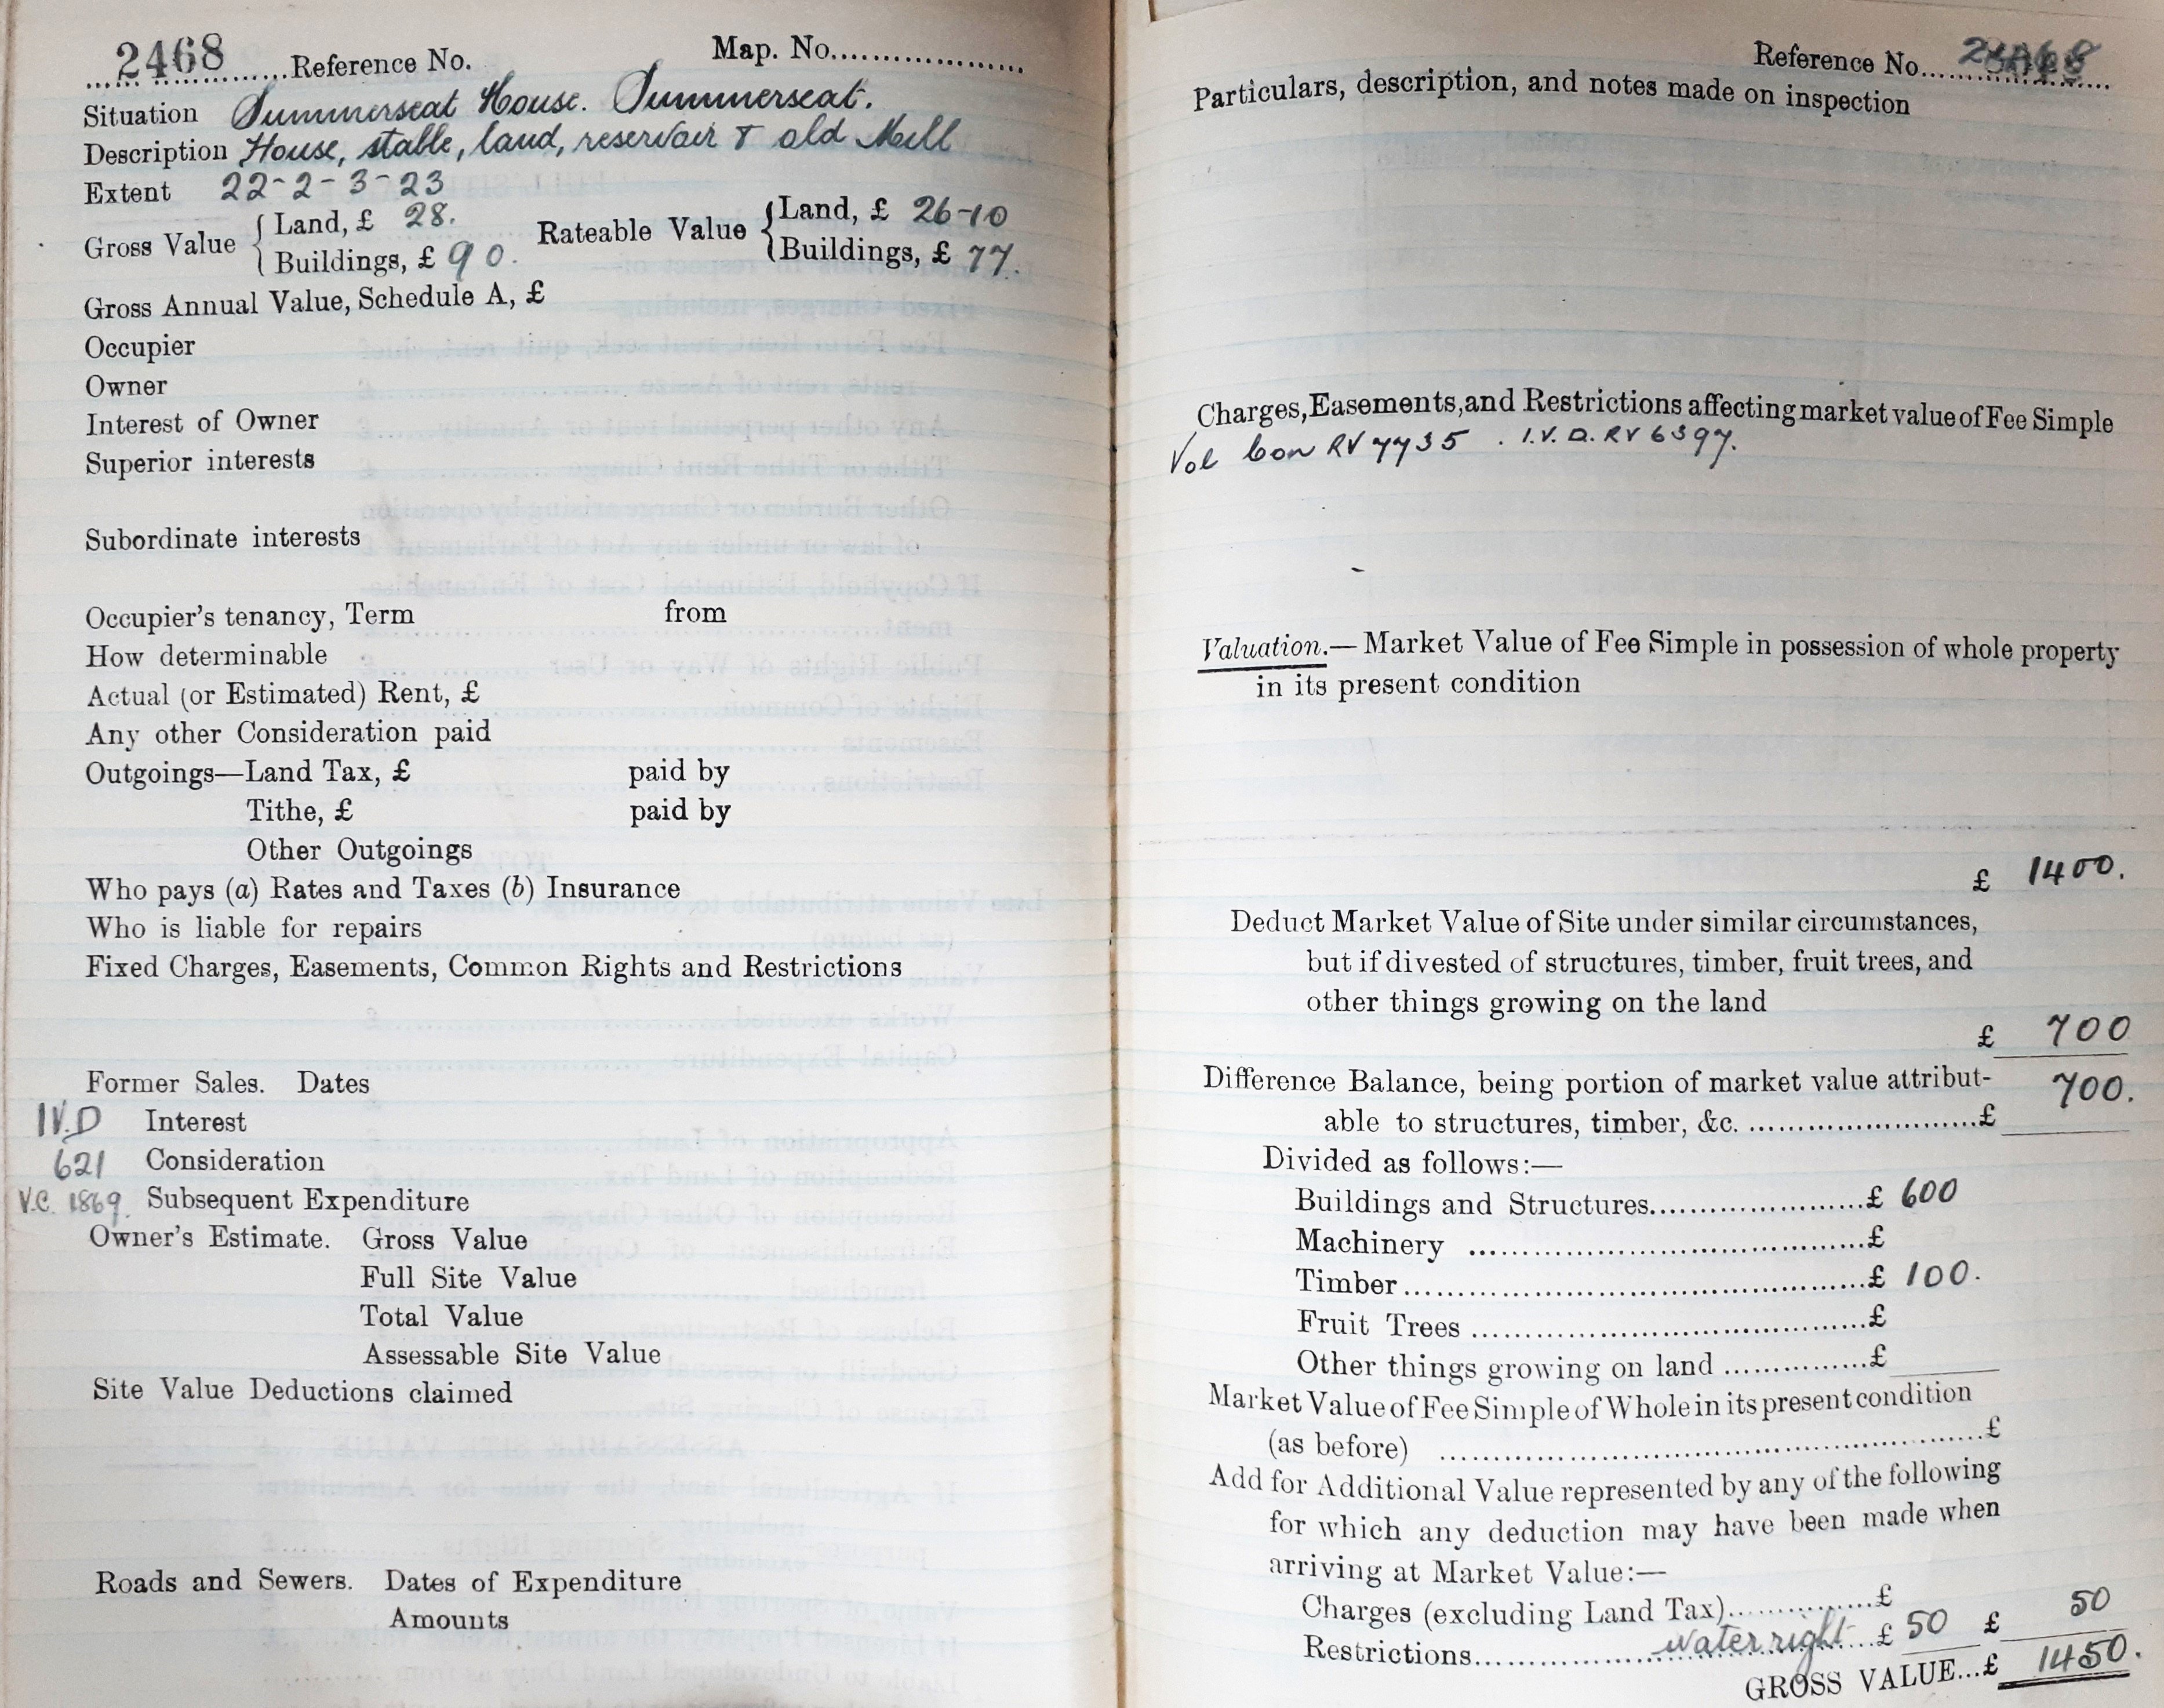 2468 Reference No. Map. No.
Situation Summerseat House. Summerseat.
Description House, stable, land, reservoir & old Mill
Extent 22-2-3-23
Gross Value { Land, £ 28. Rateable Value { Land, £ 26-10
Buildings, £ 90. Buildings, £ 77.
Gross Annual Value, Schedule A, £
Occupier
Owner
Interest of Owner
Superior interests
Subordinate interests
Occupier's tenancy, Term from
How determinable
Actual (or Estimated) Rent, £
Any other Consideration paid
Outgoings—Land Tax, £ paid by
Tithe, £ paid by
Other Outgoings
Who pays (a) Rates and Taxes (b) Insurance
Who is liable for repairs
Fixed Charges, Easements, Common Rights and Restrictions
Former Sales. Dates
IV.D Interest
621 Consideration
V.C. 1869. Subsequent Expenditure
Owner's Estimate. Gross Value
Full Site Value
Total Value
Assessable Site Value
Site Value Deductions claimed
Roads and Sewers. Dates of Expenditure
Amounts
Reference No.
Particulars, description, and notes made on inspection
Charges, Easements, and Restrictions affecting market value of Fee Simple
Vol Con RV 7735 . I.V.D. RV 6397.
Valuation.— Market Value of Fee Simple in possession of whole property
in its present condition
£ 1400.
Deduct Market Value of Site under similar circumstances,
but if divested of structures, timber, fruit trees, and
other things growing on the land
£ 700
Difference Balance, being portion of market value attribut-
able to structures, timber, &c. £ 700.
Divided as follows:—
Buildings and Structures £ 600
Machinery £
Timber £ 100.
Fruit Trees £
Other things growing on land £
Market Value of Fee Simple of Whole in its present condition
(as before) £
Add for Additional Value represented by any of the following
for which any deduction may have been made when
arriving at Market Value:—
Charges (excluding Land Tax) £
Restrictions water right £ 50 £ 50
GROSS VALUE...£ 1450.